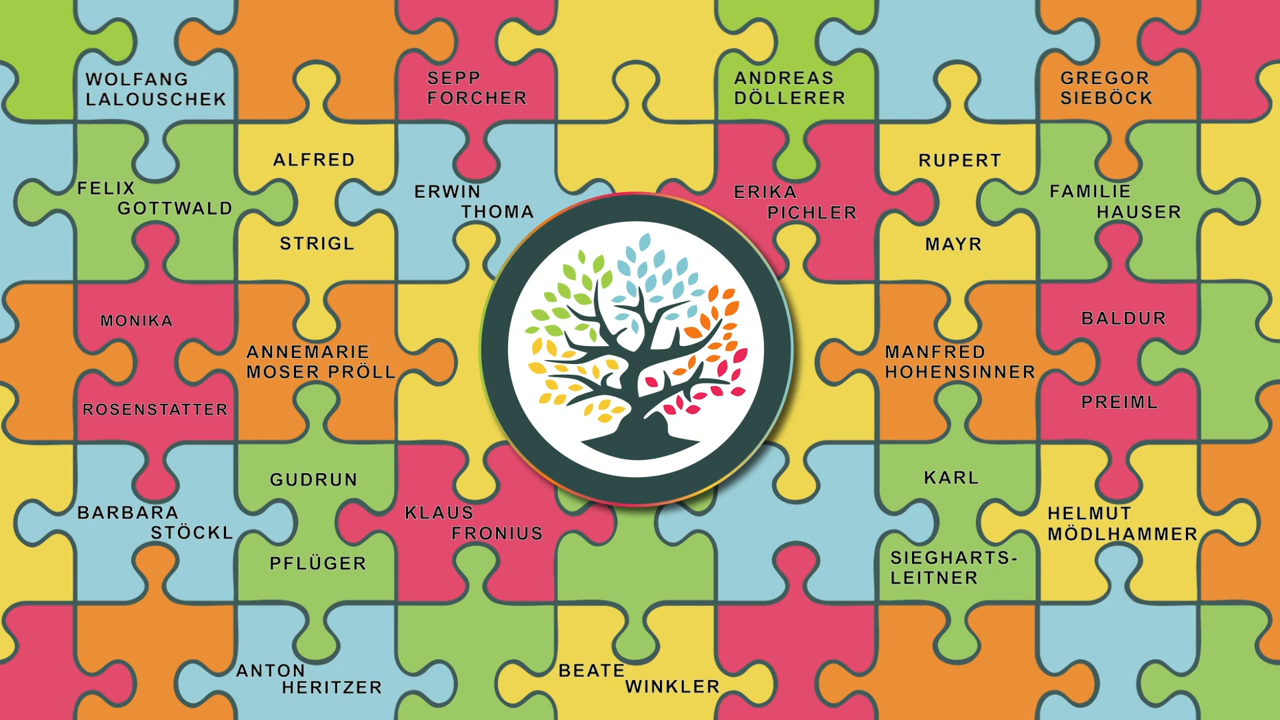 WOLFANG
LALOUSCHEK
SEPP
FORCHER
ANDREAS
DÖLLERER
GREGOR
SIEBÖCK
FELIX
GOTTWALD
ALFRED
STRIGL
ERWIN
THOMA
ERIKA
PICHLER
RUPERT
MAYR
FAMILIE
HAUSER
MONIKA
ROSENSTATTER
ANNEMARIE
MOSER PRÖLL
MANFRED
HOHENSINNER
BALDUR
PREIML
BARBARA
STÖCKL
GUDRUN
PFLÜGER
KLAUS
FRONIUS
KARL
SIEGHARTS-
LEITNER
HELMUT
MÖDLHAMMER
ANTON
HERITZER
BEATE
WINKLER